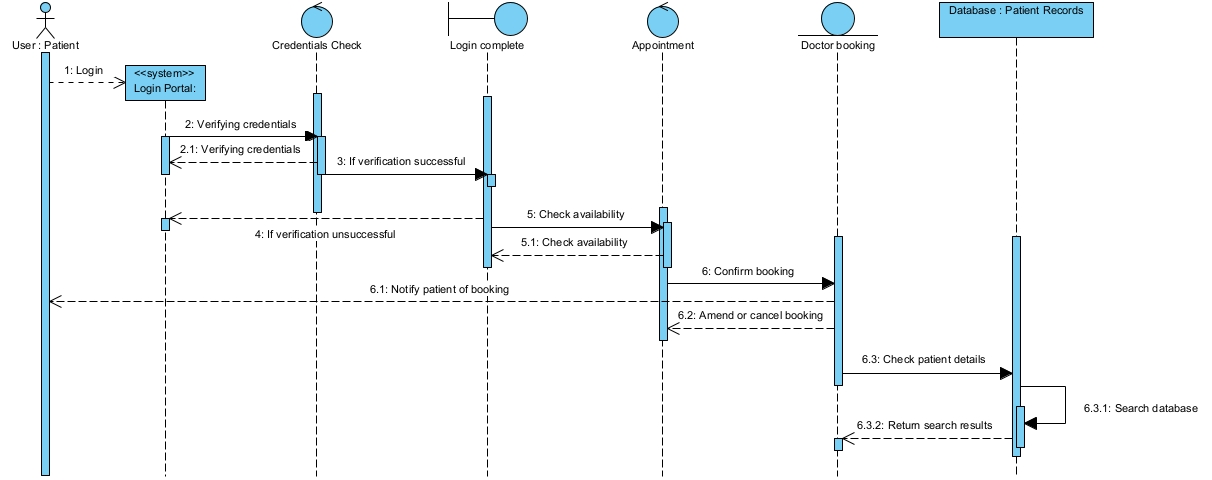 User : Patient
Credentials Check
Login complete
Appointment
Doctor booking
Database : Patient Records
1: Login
<<system>>
Login Portal:
2: Verifying credentials
2.1: Verifying credentials
3: If verification successful
4: If verification unsuccessful
5: Check availability
5.1: Check availability
6: Confirm booking
6.1: Notify patient of booking
6.2: Amend or cancel booking
6.3: Check patient details
6.3.1: Search database
6.3.2: Return search results